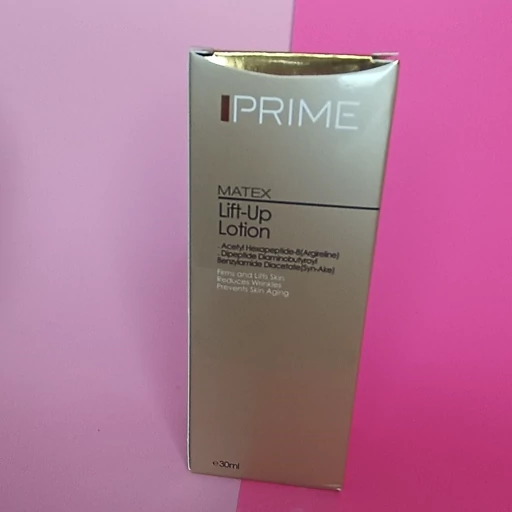 PRIME
MATEX
Lift-Up
Lotion
. Acetyl Hexapeptide-8(Argireline)
. Dipeptide Diaminobutyroyl
Benzylamide Diacetate(Syn-Ake)
Firms and Lifts Skin
Reduces Wrinkles
Prevents Skin Aging
℮30ml